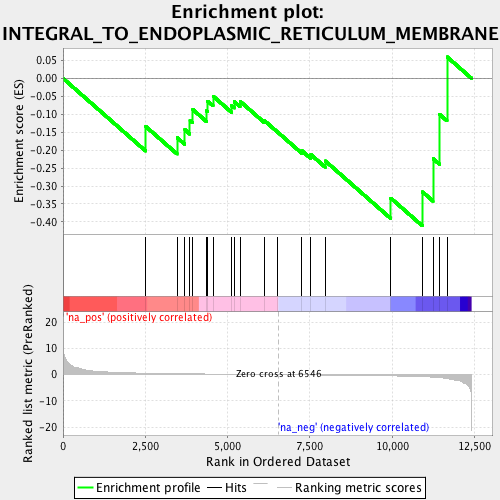 Enrichment plot:
INTEGRAL_TO_ENDOPLASMIC_RETICULUM_MEMBRANE
Enrichment score (ES)
0.05
0.00
-0.05
-0.10
-0.15
-0.20
-0.25
-0.30
-0.35
-0.40
'na_pos' (positively correlated)
Ranked list metric (PreRanked)
20
10
0
-10
-20
Zero cross at 6546
'na_neg' (negatively correlated)
0
2,500
5,000
7,500
10,000
12,500
Rank in Ordered Dataset
Enrichment profile
Hits
Ranking metric scores